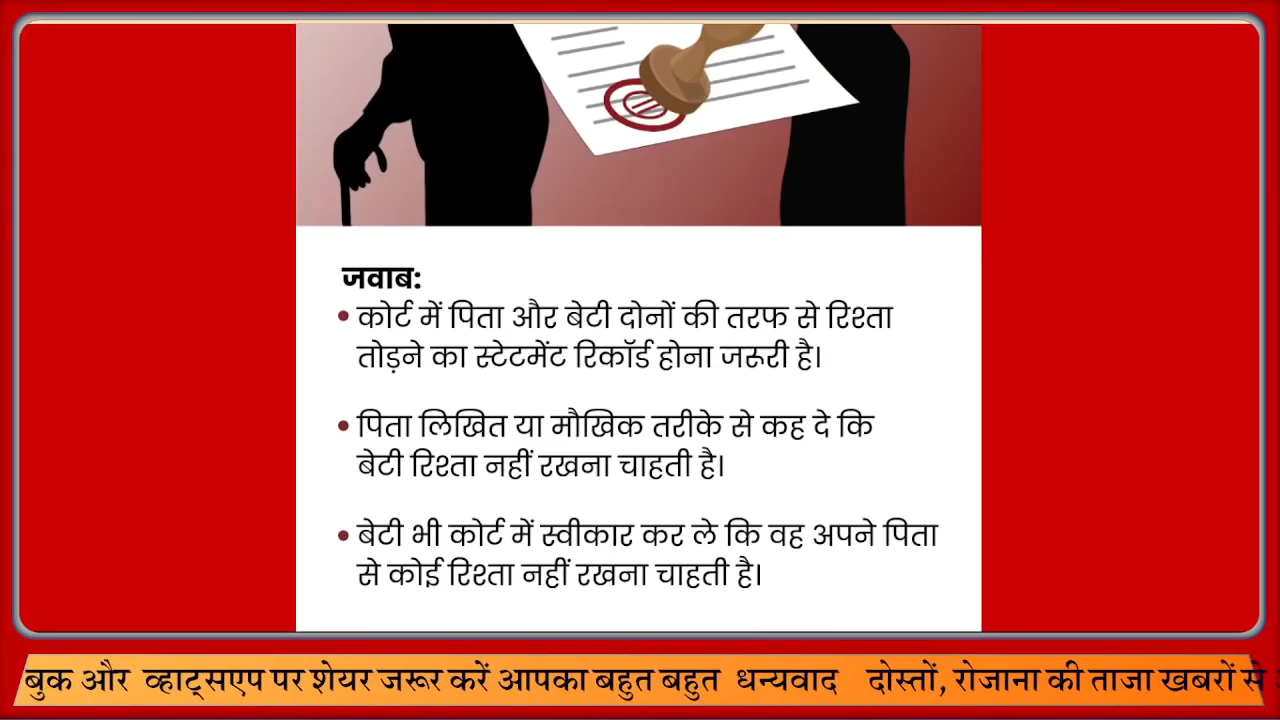 जवाब:
• कोर्ट में पिता और बेटी दोनों की तरफ से रिश्ता
तोड़ने का स्टेटमेंट रिकॉर्ड होना जरूरी है।
• पिता लिखित या मौखिक तरीके से कह दे कि
बेटी रिश्ता नहीं रखना चाहती है।
• बेटी भी कोर्ट में स्वीकार कर ले कि वह अपने पिता
से कोई रिश्ता नहीं रखना चाहती है।
बुक और व्हाट्सएप पर शेयर जरूर करें आपका बहुत बहुत धन्यवाद दोस्तों, रोजाना की ताजा खबरों से